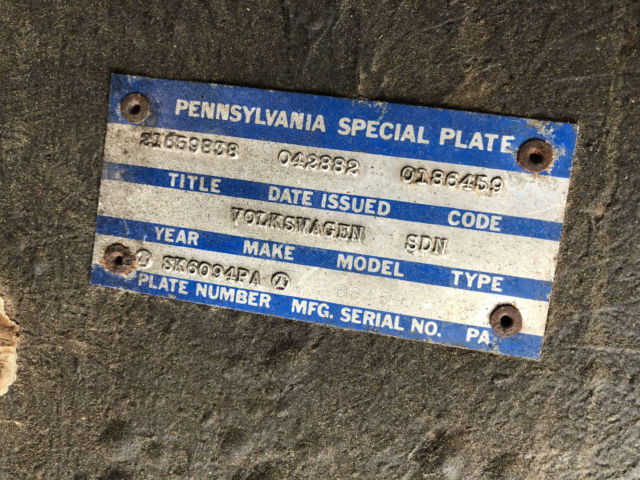 PENNSYLVANIA SPECIAL PLATE
21659838 042882 0186459
TITLE DATE ISSUED CODE
VOLKSWAGEN SDN
YEAR MAKE MODEL TYPE
SK6094PA
PLATE NUMBER MFG. SERIAL NO. PA